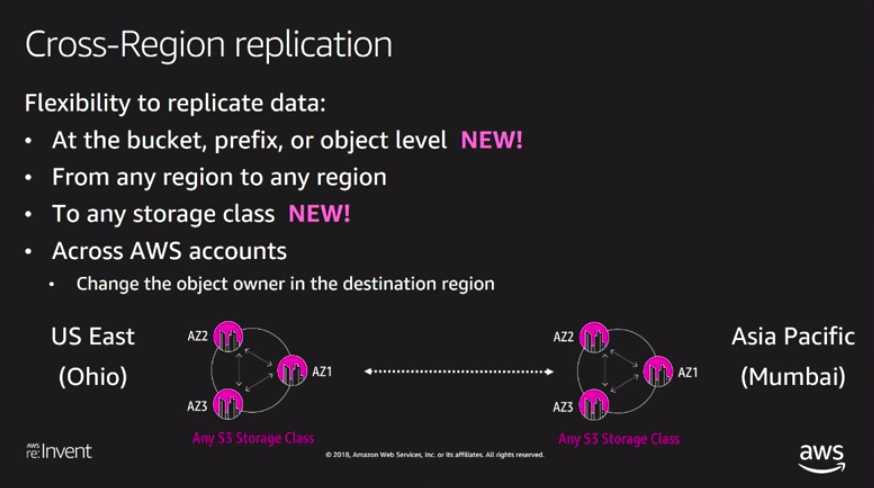 Cross-Region replication
Flexibility to replicate data:
• At the bucket, prefix, or object level NEW!
• From any region to any region
• To any storage class NEW!
• Across AWS accounts
• Change the object owner in the destination region
US East
(Ohio)
AZ2
AZ1
AZ3
Any S3 Storage Class
AZ2
AZ1
AZ3
Any S3 Storage Class
Asia Pacific
(Mumbai)
AWS
re:Invent
© 2018, Amazon Web Services, Inc. or its affiliates. All rights reserved.
aws